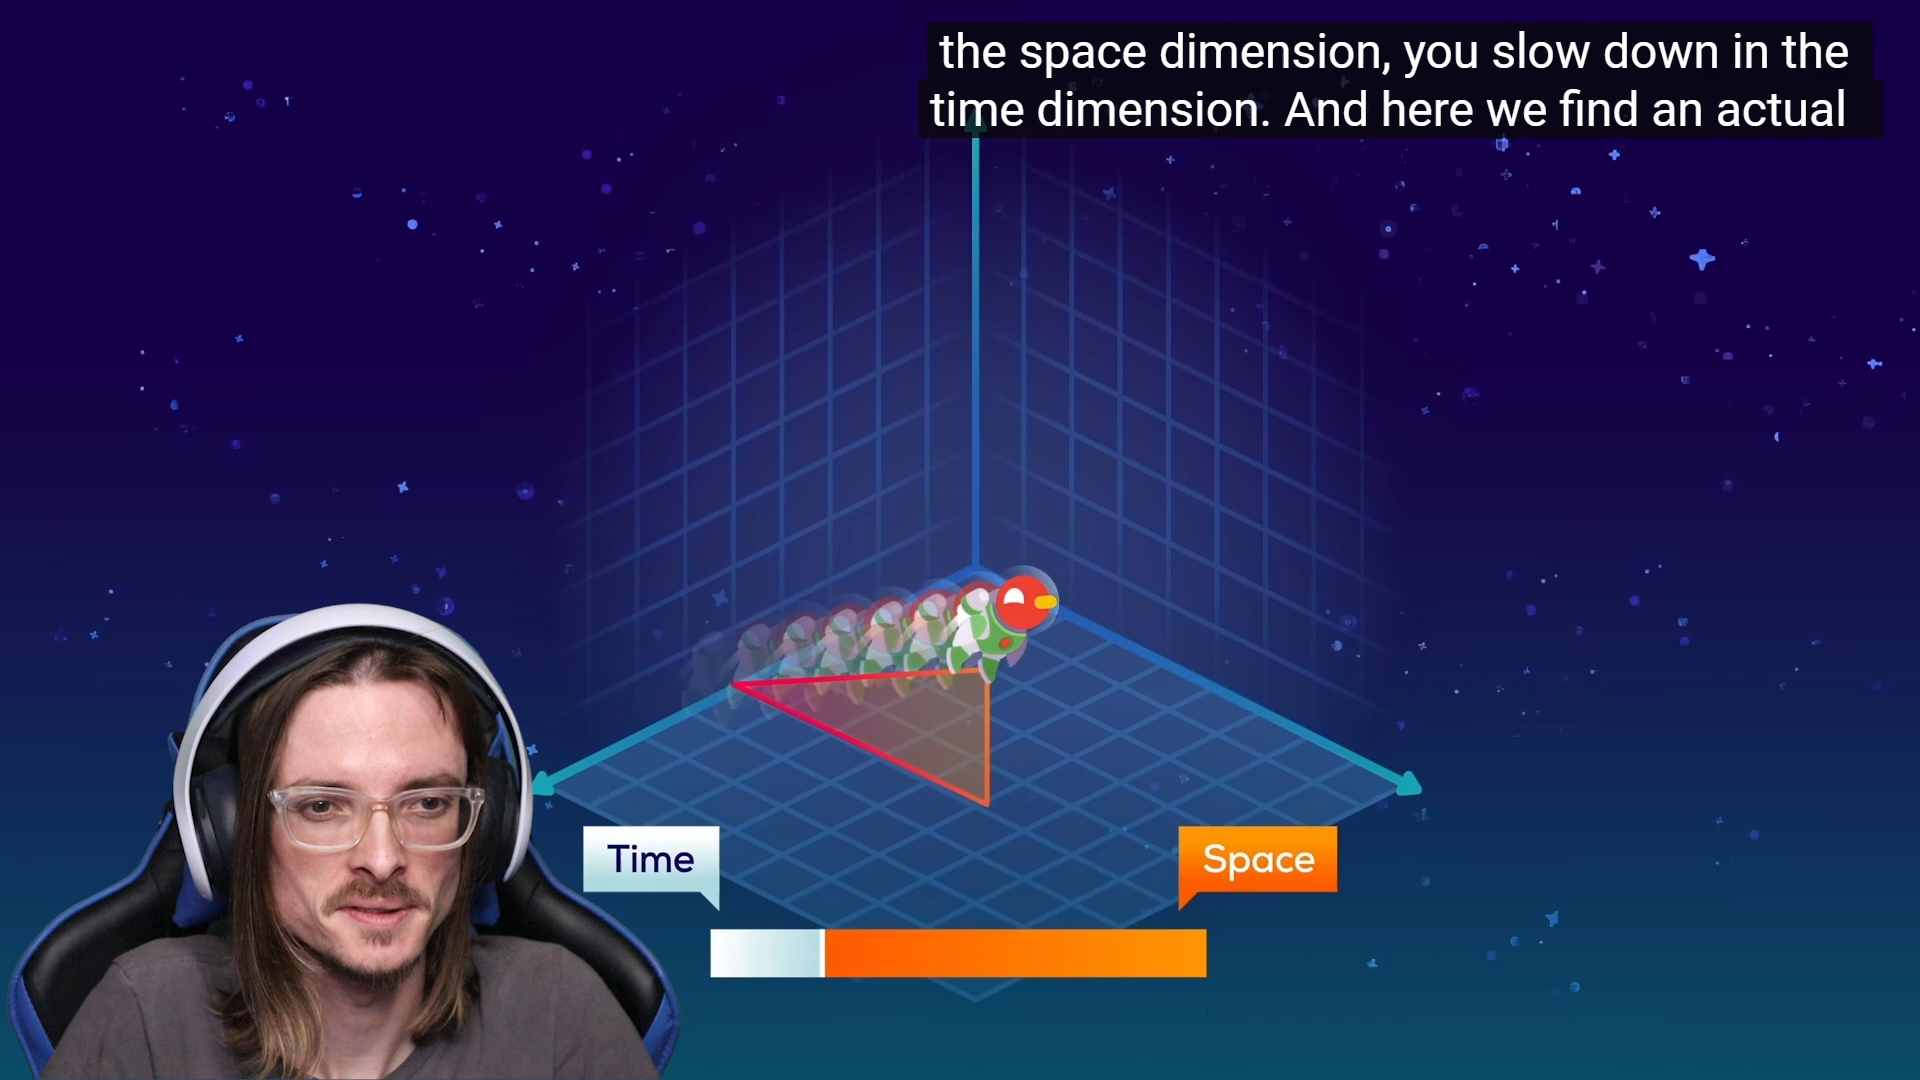 the space dimension, you slow down in the
time dimension. And here we find an actual
Time
Space